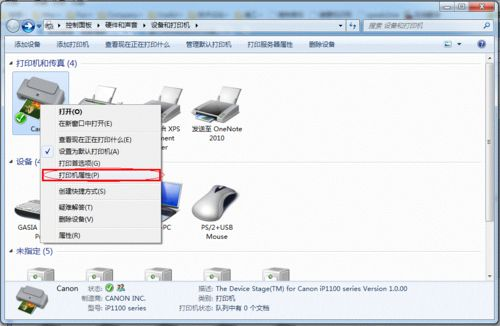 控制面板 ▸ 硬件和声音 ▸ 设备和打印机 ▸
搜索 设备和打印机
添加设备 添加打印机 查看现在正在打印什么 管理默认打印机 打印服务器属性 删除设备
打印机和传真 (4)
Can
ft XPS
ment
er
发送至 OneNote
2010
打开(O)
在新窗口中打开(E)
查看现在正在打印什么(E)
设置为默认打印机(A)
打印首选项(G)
打印机属性(P)
创建快捷方式(S)
疑难解答(T)
删除设备(V)
属性(R)
设备 (4
GASIA
P
-PC
PS/2+USB
Mouse
未指定 (5)
Canon
状态:
制造商: CANON INC.
型号: iP1100 series
描述: The Device Stage(TM) for Canon iP1100 series Version 1.0.00
类别: 打印机
打印机状态: 队列中有 0 个文档